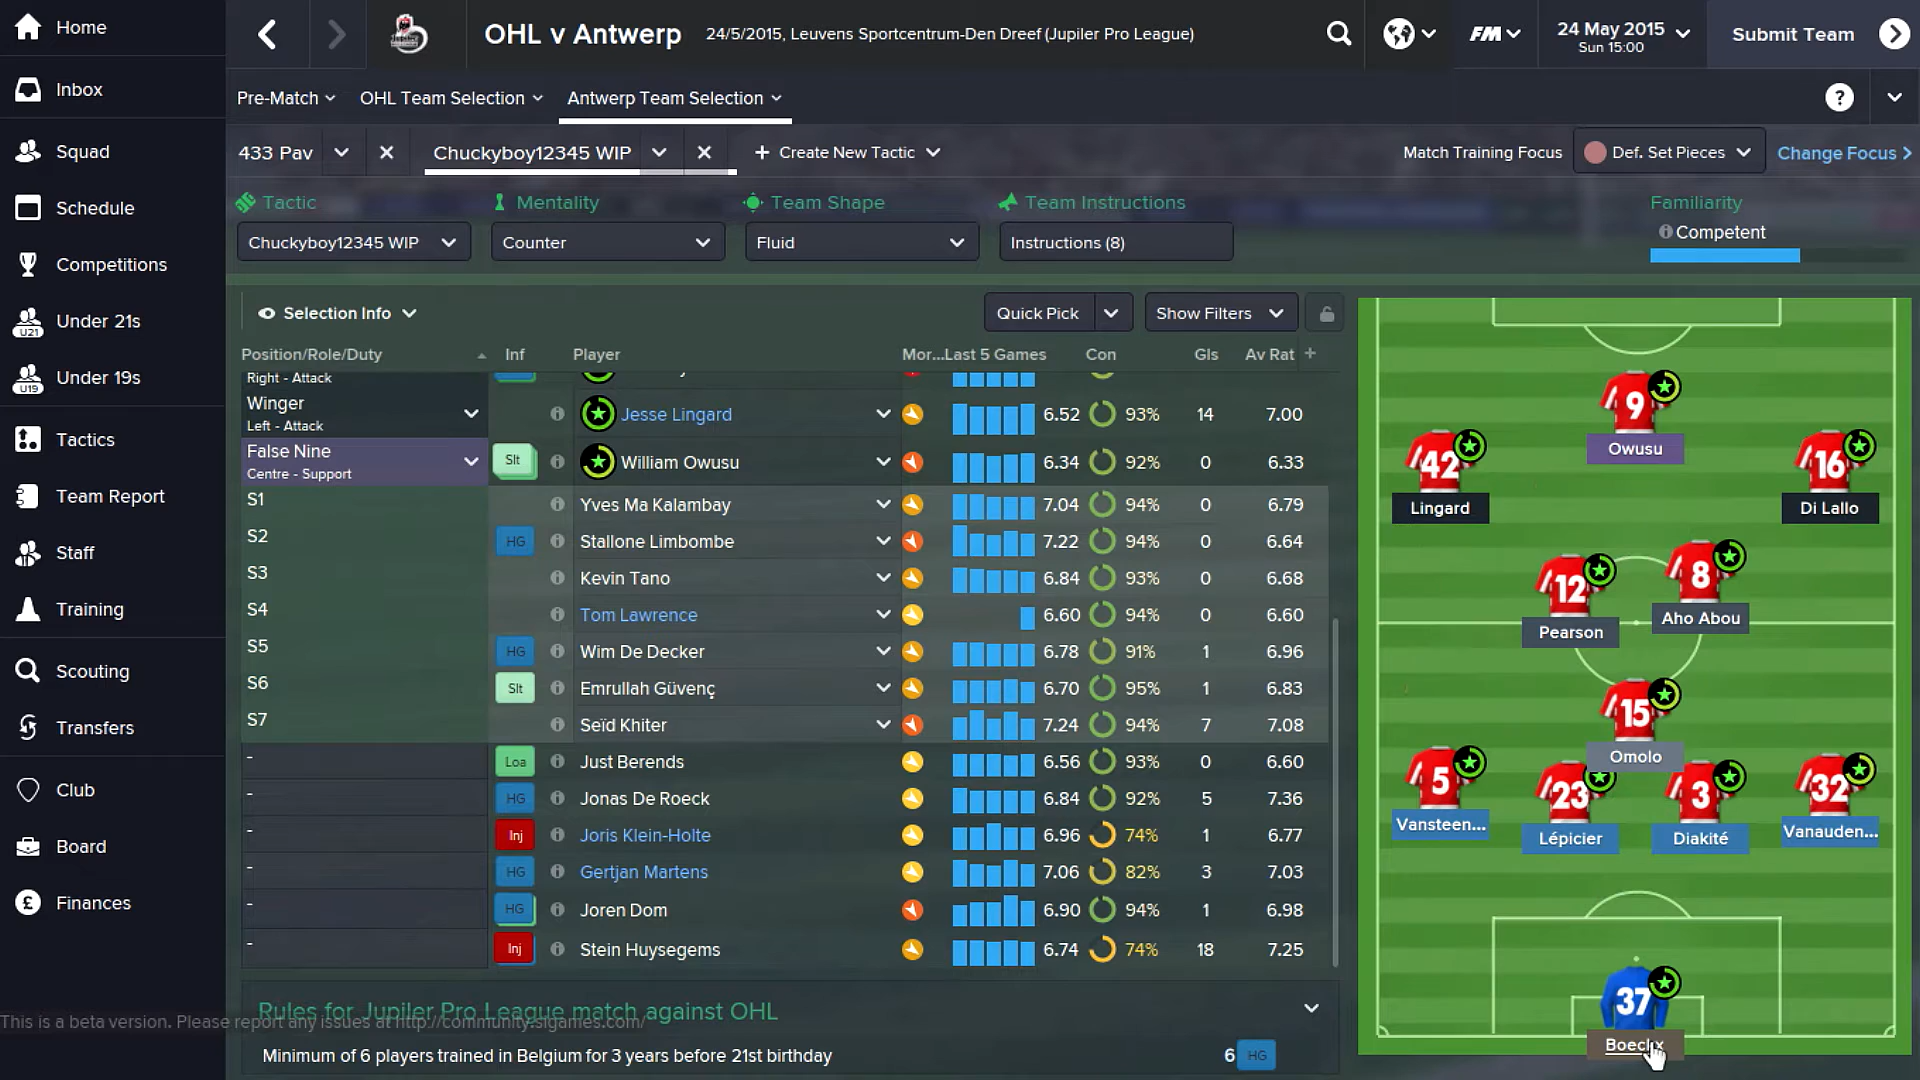 Home
Inbox
Squad
Schedule
Competitions
Under 21s
U21
Under 19s
U19
Tactics
Team Report
Staff
Training
Scouting
Transfers
Club
Board
Finances
OHL v Antwerp
24/5/2015, Leuvens Sportcentrum-Den Dreef (Jupiler Pro League)
FM
24 May 2015
Sun 15:00
Submit Team
Pre-Match
OHL Team Selection
Antwerp Team Selection
?
433 Pav
Chuckyboy12345 WIP
+ Create New Tactic
Match Training Focus
Def. Set Pieces
Change Focus
Tactic
Mentality
Team Shape
Team Instructions
Familiarity
Chuckyboy12345 WIP
Counter
Fluid
Instructions (8)
Competent
Selection Info
Quick Pick
Show Filters
Position/Role/Duty Inf Player Mor... Last 5 Games Con Gls Av Rat +
Right - Attack
Winger
Left - Attack
Jesse Lingard 6.52 93% 14 7.00
False Nine
Centre - Support
Slt William Owusu 6.34 92% 0 6.33
S1 Yves Ma Kalambay 7.04 94% 0 6.79
S2 HG Stallone Limbombe 7.22 94% 0 6.64
S3 Kevin Tano 6.84 93% 0 6.68
S4 Tom Lawrence 6.60 94% 0 6.60
S5 HG Wim De Decker 6.78 91% 1 6.96
S6 Slt Emrullah Güvenç 6.70 95% 1 6.83
S7 Seïd Khiter 7.24 94% 7 7.08
- Loa Just Berends 6.56 93% 0 6.60
- HG Jonas De Roeck 6.84 92% 5 7.36
- Inj Joris Klein-Holte 6.96 74% 1 6.77
- HG Gertjan Martens 7.06 82% 3 7.03
- HG Joren Dom 6.90 94% 1 6.98
- Inj Stein Huysegems 6.74 74% 18 7.25
Rules for Jupiler Pro League match against OHL
This is a beta version. Please report any issues at http://community.sigames.com/
Minimum of 6 players trained in Belgium for 3 years before 21st birthday
6 HG
9
Owusu
42
Lingard
16
Di Lallo
12
Pearson
8
Aho Abou
15
Omolo
5
Vansteen...
23
Lépicier
3
Diakité
32
Vanauden...
37
Boeckx